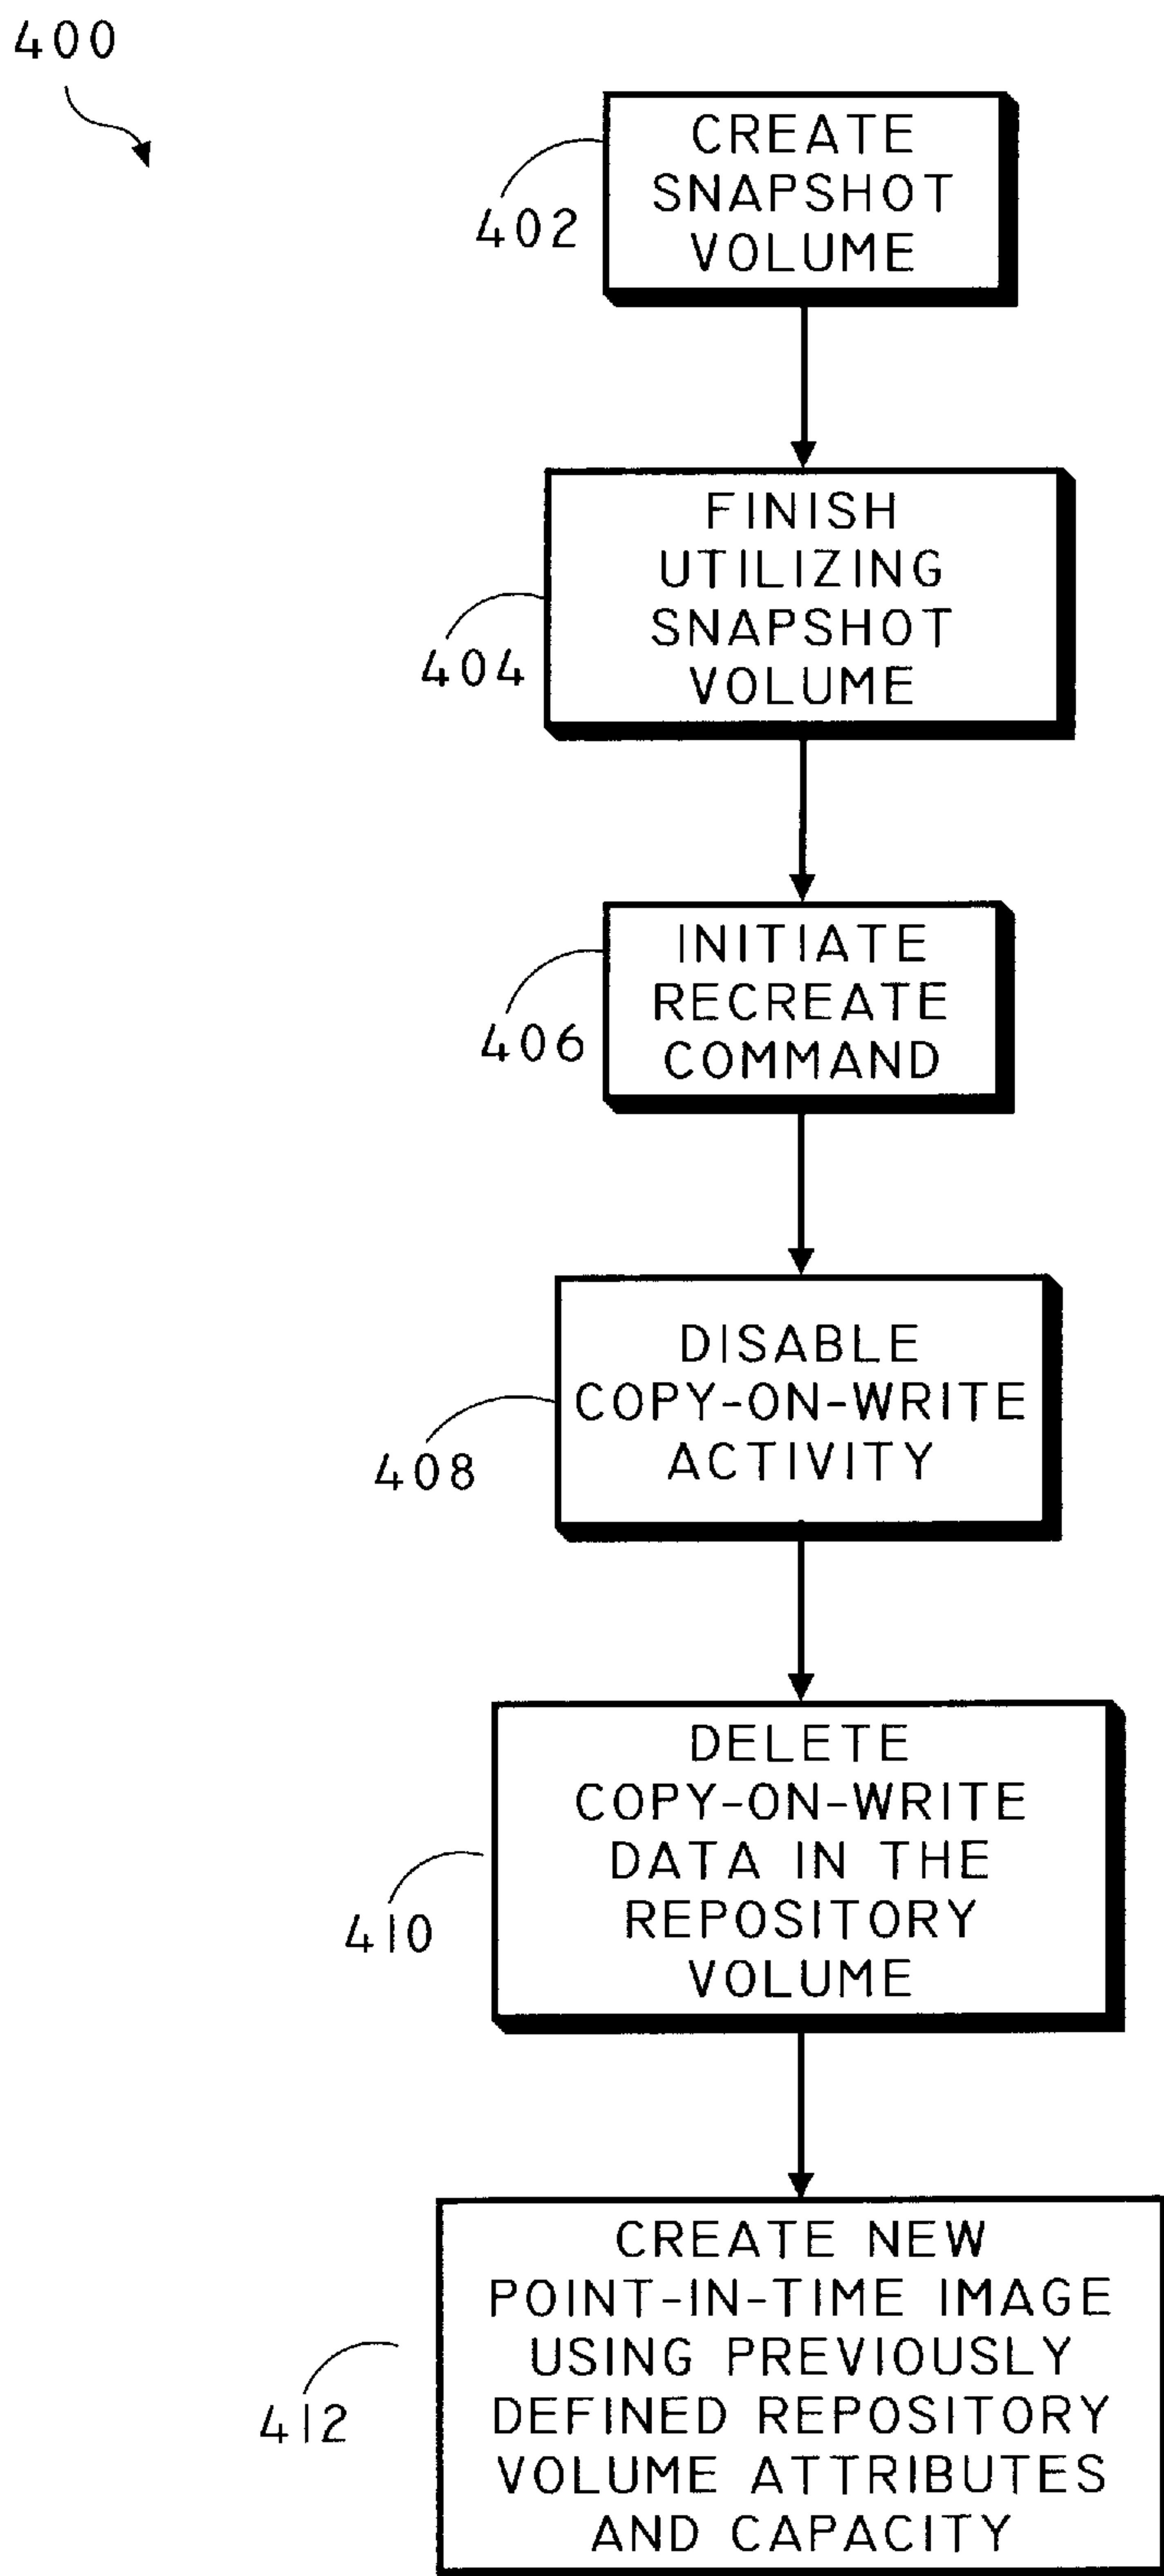 400
CREATE
SNAPSHOT
VOLUME
402
FINISH
UTILIZING
SNAPSHOT
VOLUME
404
INITIATE
RECREATE
COMMAND
406
DISABLE
COPY-ON-WRITE
ACTIVITY
408
DELETE
COPY-ON-WRITE
DATA IN THE
REPOSITORY
VOLUME
410
CREATE NEW
POINT-IN-TIME IMAGE
USING PREVIOUSLY
DEFINED REPOSITORY
VOLUME ATTRIBUTES
AND CAPACITY
412